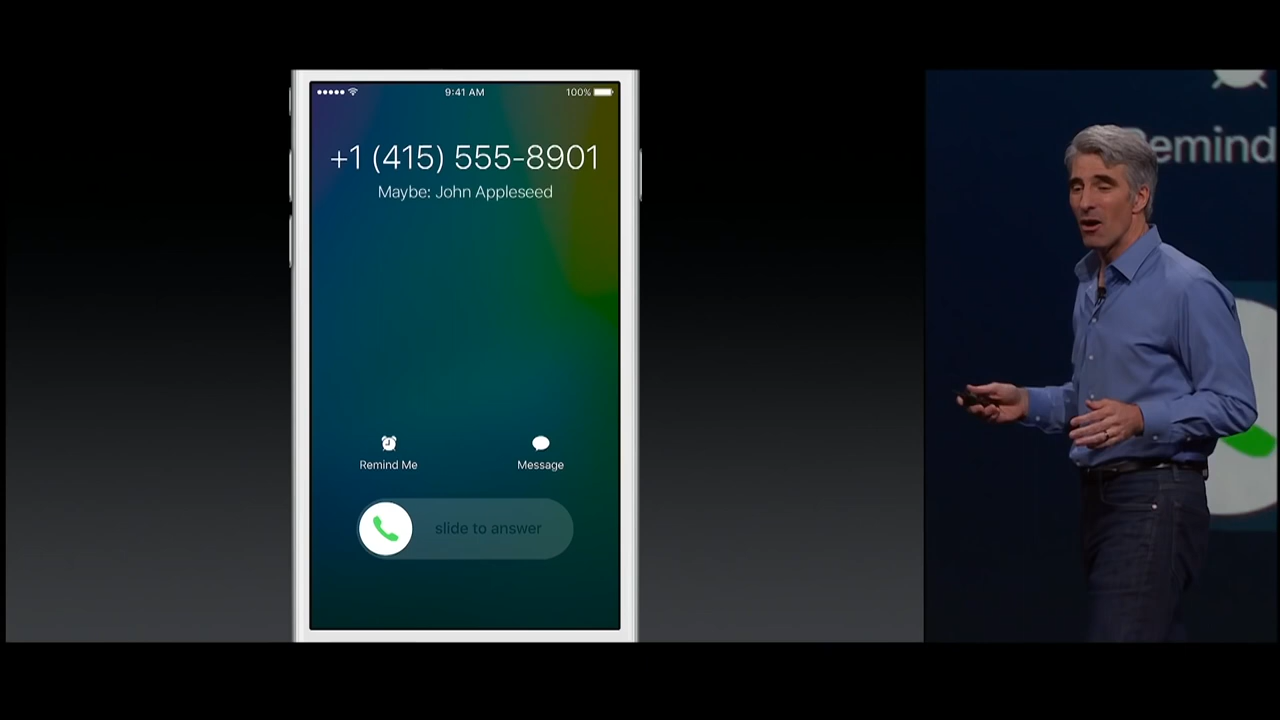 9:41 AM
100%
+1 (415) 555-8901
Maybe: John Appleseed
Remind Me
Message
slide to answer
emind